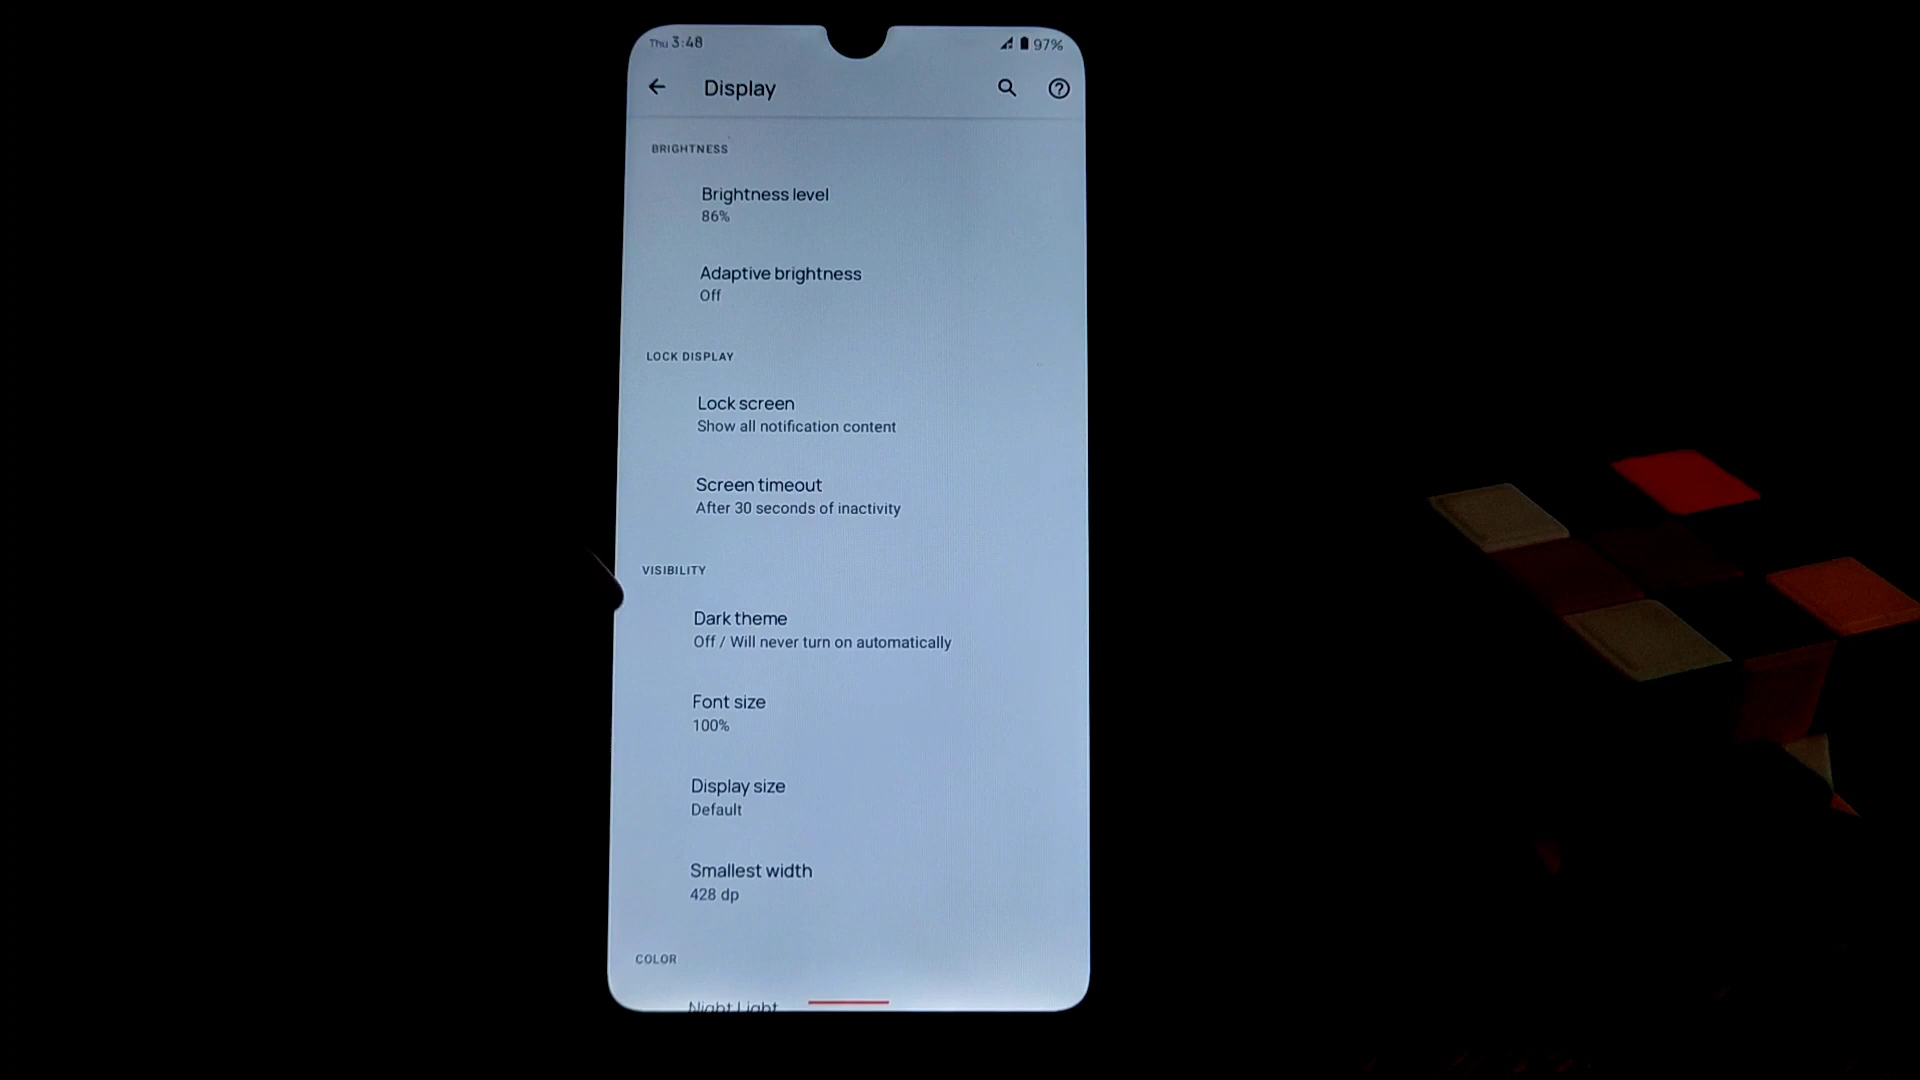 Thu 3:48 97%
Display
BRIGHTNESS
Brightness level
86%
Adaptive brightness
Off
LOCK DISPLAY
Lock screen
Show all notification content
Screen timeout
After 30 seconds of inactivity
VISIBILITY
Dark theme
Off / Will never turn on automatically
Font size
100%
Display size
Default
Smallest width
428 dp
COLOR
Night Light